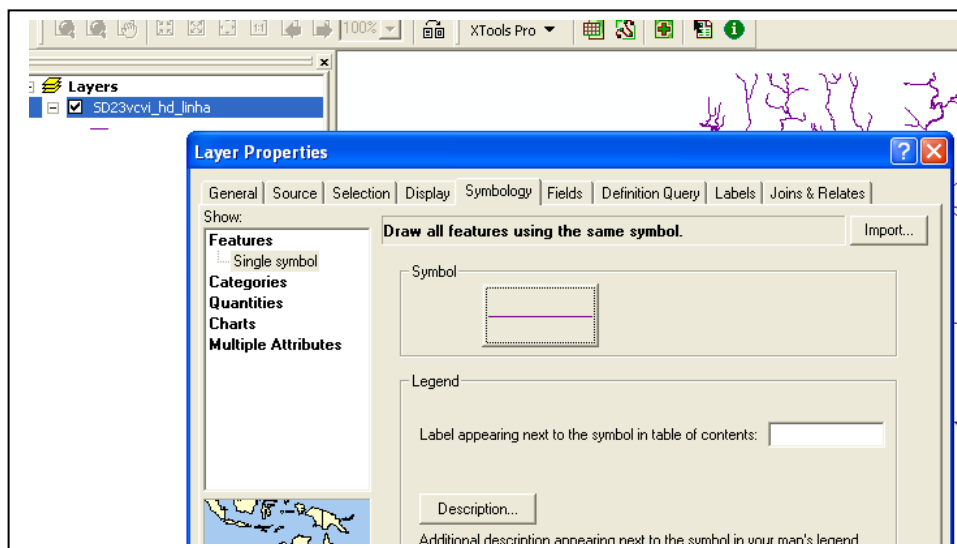 100%
XTools Pro
Layers
SD23vcvi_hd_linha
Layer Properties
General Source Selection Display Symbology Fields Definition Query Labels Joins & Relates
Show:
Features
Single symbol
Categories
Quantities
Charts
Multiple Attributes
Draw all features using the same symbol.
Import...
Symbol
Legend
Label appearing next to the symbol in table of contents:
Description...
Additional description appearing next to the symbol in your map's legend